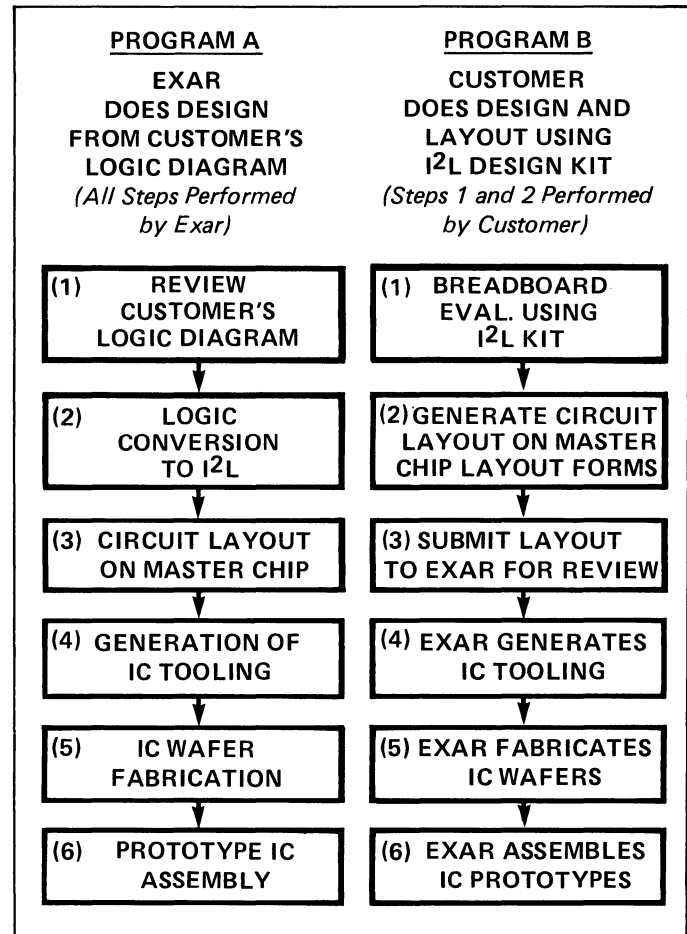 PROGRAM A
EXAR
DOES DESIGN
FROM CUSTOMER'S
LOGIC DIAGRAM
(All Steps Performed
by Exar)
(1) REVIEW
CUSTOMER'S
LOGIC DIAGRAM
(2) LOGIC
CONVERSION
TO I²L
(3) CIRCUIT LAYOUT
ON MASTER CHIP
(4) GENERATION OF
IC TOOLING
(5) IC WAFER
FABRICATION
(6) PROTOTYPE IC
ASSEMBLY
PROGRAM B
CUSTOMER
DOES DESIGN AND
LAYOUT USING
I²L DESIGN KIT
(Steps 1 and 2 Performed
by Customer)
(1) BREADBOARD
EVAL. USING
I²L KIT
(2) GENERATE CIRCUIT
LAYOUT ON MASTER
CHIP LAYOUT FORMS
(3) SUBMIT LAYOUT
TO EXAR FOR REVIEW
(4) EXAR GENERATES
IC TOOLING
(5) EXAR FABRICATES
IC WAFERS
(6) EXAR ASSEMBLES
IC PROTOTYPES